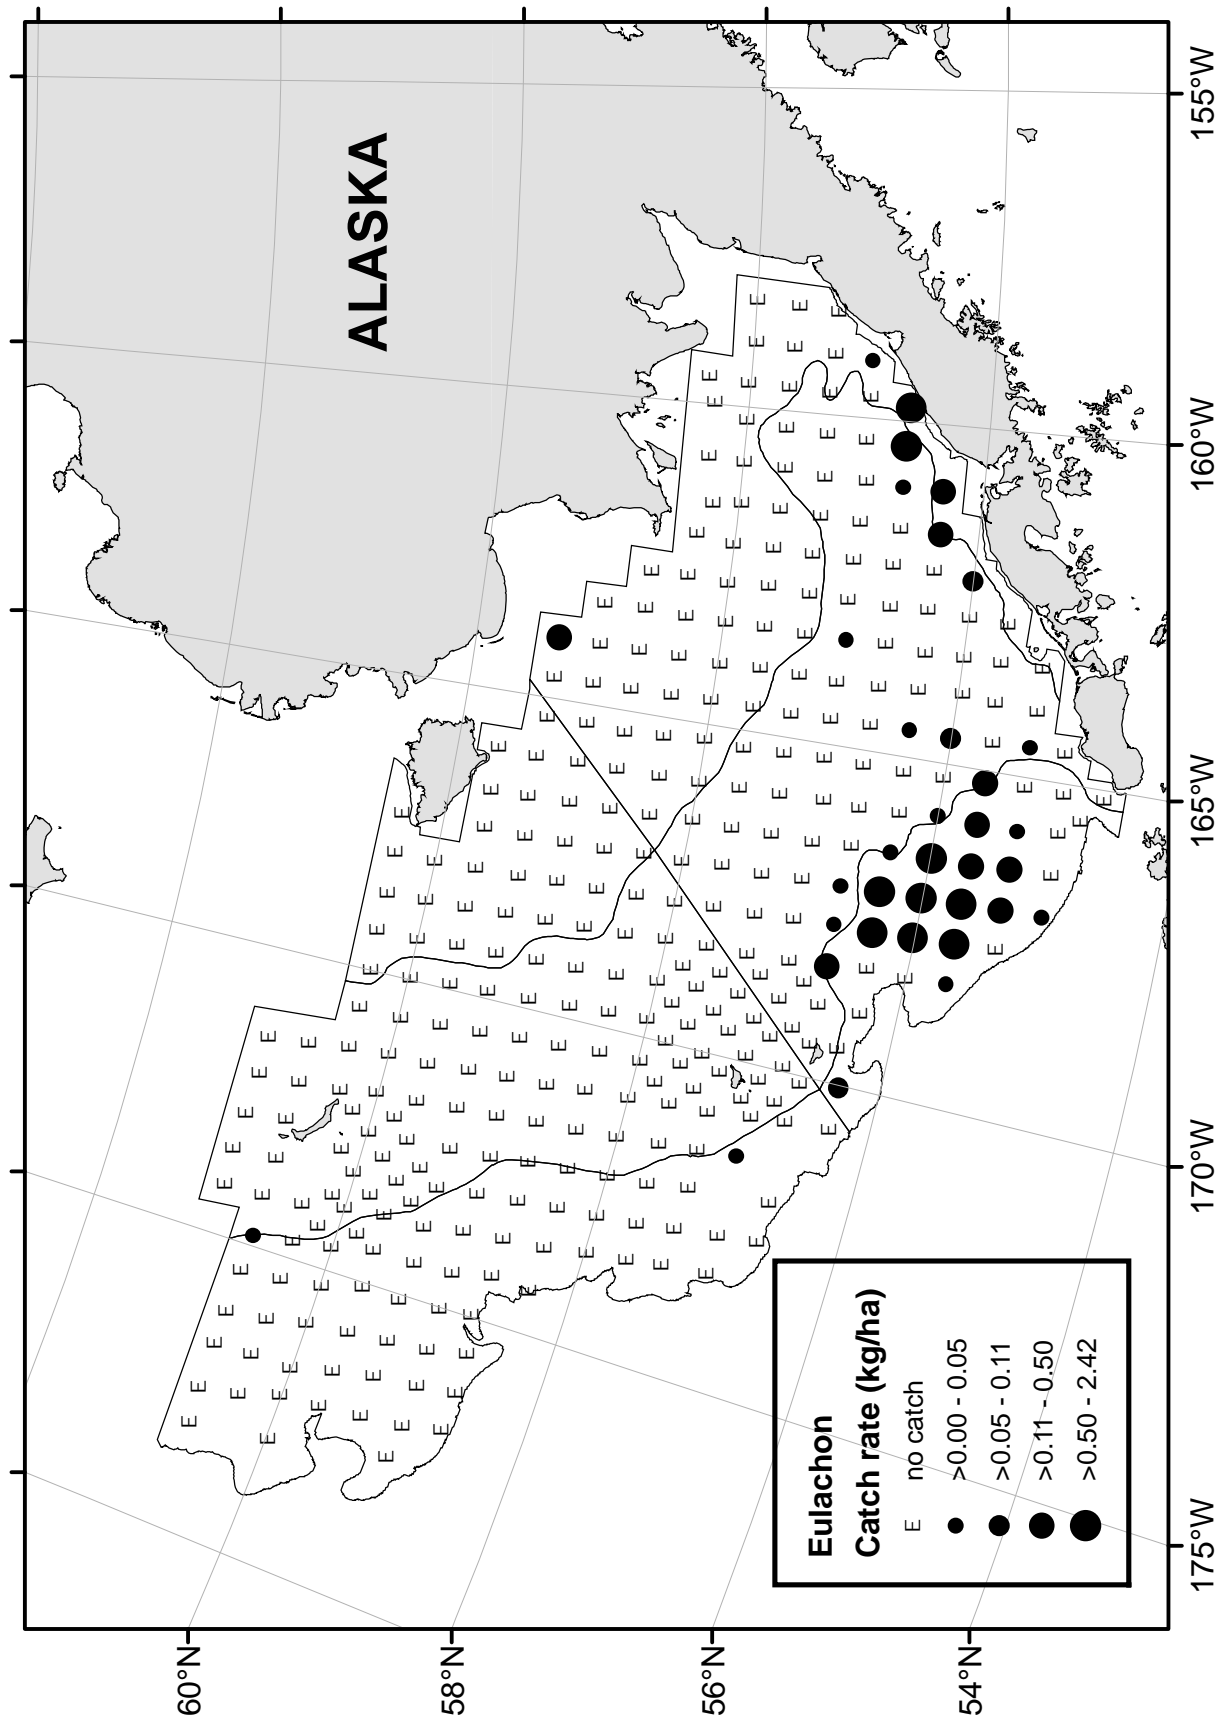 ALASKA
60°N
58°N
56°N
54°N
175°W
170°W
165°W
160°W
155°W
Eulachon
Catch rate (kg/ha)
E no catch
>0.00 - 0.05
>0.05 - 0.11
>0.11 - 0.50
>0.50 - 2.42